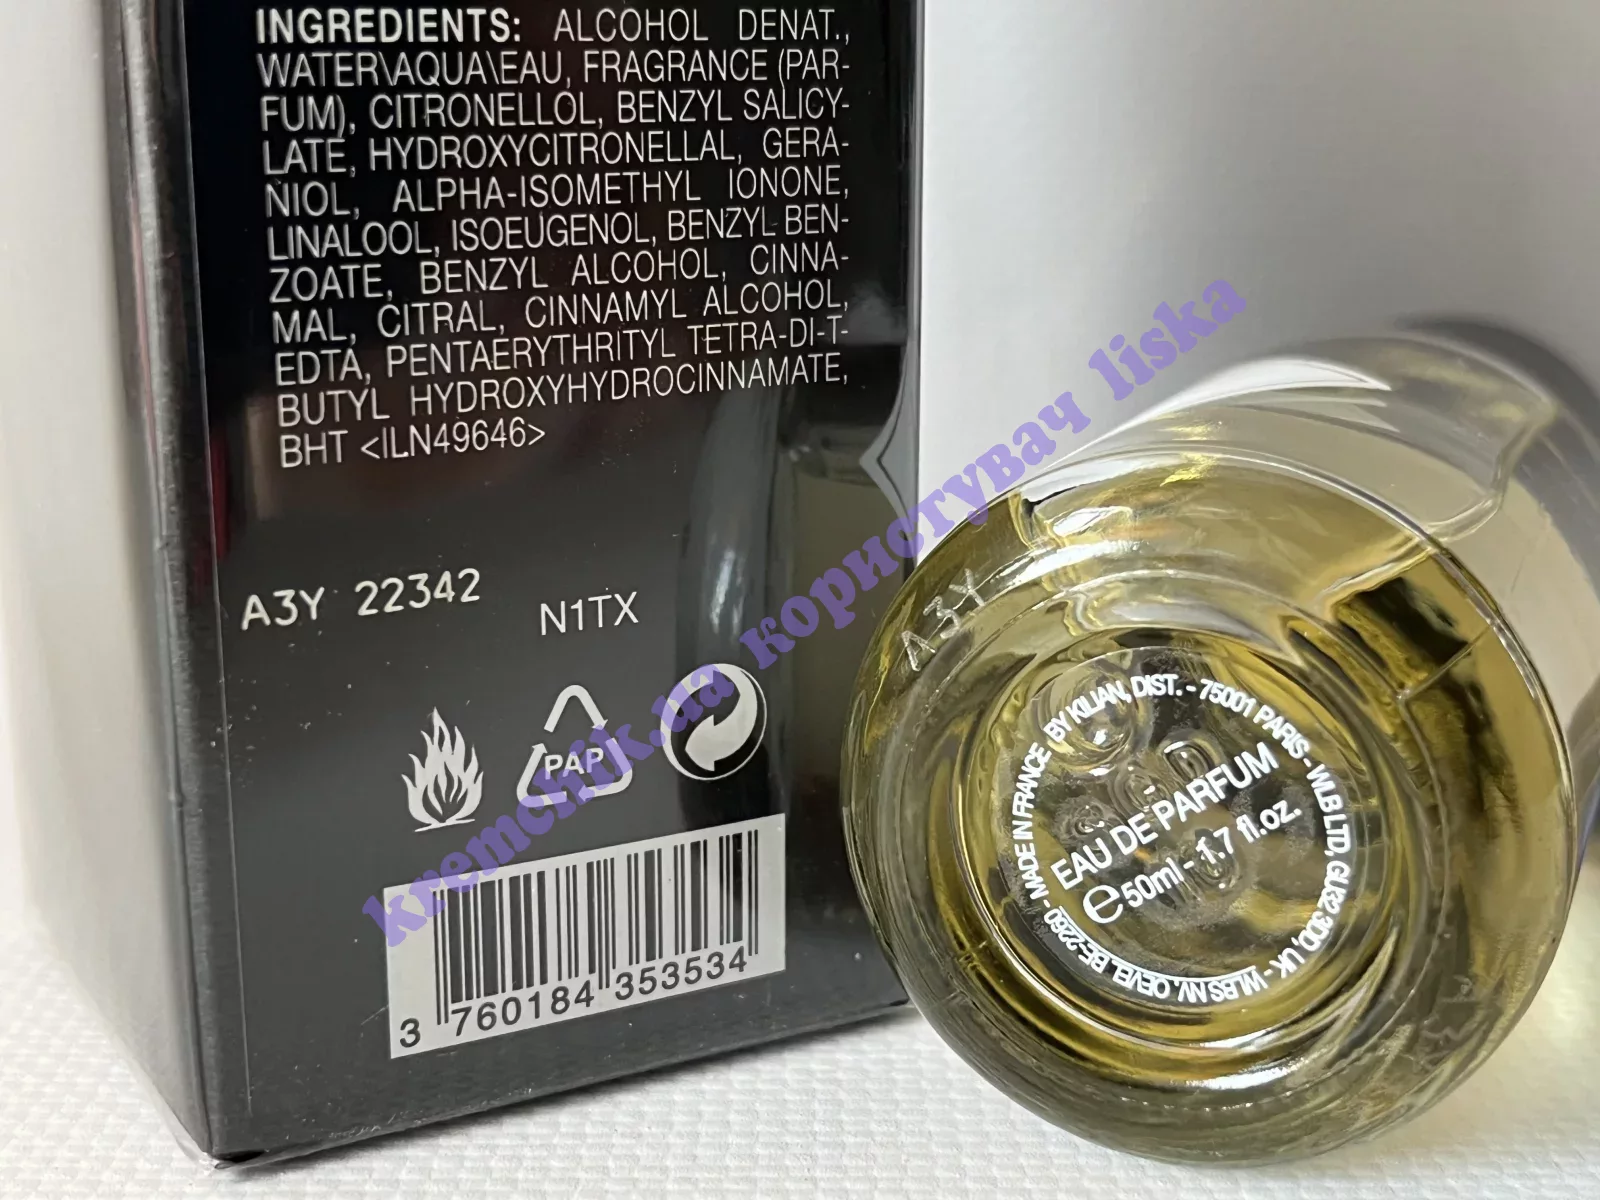 INGREDIENTS: ALCOHOL DENAT.,
WATER\AQUA\EAU, FRAGRANCE (PAR-
FUM), CITRONELLOL, BENZYL SALICY-
LATE, HYDROXYCITRONELLAL, GERA-
NIOL, ALPHA-ISOMETHYL IONONE,
LINALOOL, ISOEUGENOL, BENZYL BEN-
ZOATE, BENZYL ALCOHOL, CINNA-
MAL, CITRAL, CINNAMYL ALCOHOL,
EDTA, PENTAERYTHRITYL TETRA-DI-T-
BUTYL HYDROXYHYDROCINNAMATE,
BHT <ILN49646>
A3Y 22342
N1TX
PAP
3 760184 353534
kremchik.ua користувач liska
A3Y
BY KILIAN, DIST. - 75001 PARIS - WLB LTD, GU32 3DD, UK - WLBS NV, OEVEL BE-2260 - MADE IN FRANCE
EAU DE PARFUM
e 50ml - 1.7 fl.oz.